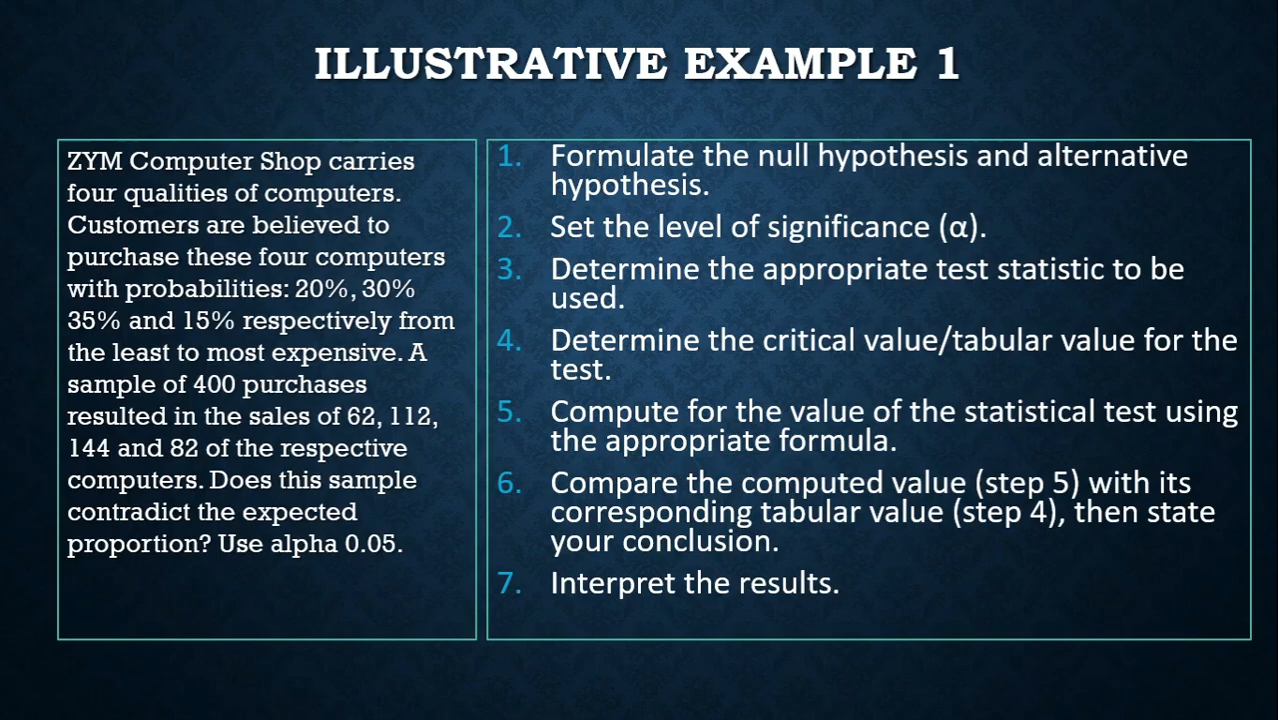 ILLUSTRATIVE EXAMPLE 1
ZYM Computer Shop carries
four qualities of computers.
Customers are believed to
purchase these four computers
with probabilities: 20%, 30%
35% and 15% respectively from
the least to most expensive. A
sample of 400 purchases
resulted in the sales of 62, 112,
144 and 82 of the respective
computers. Does this sample
contradict the expected
proportion? Use alpha 0.05.
1. Formulate the null hypothesis and alternative
hypothesis.
2. Set the level of significance (α).
3. Determine the appropriate test statistic to be
used.
4. Determine the critical value/tabular value for the
test.
5. Compute for the value of the statistical test using
the appropriate formula.
6. Compare the computed value (step 5) with its
corresponding tabular value (step 4), then state
your conclusion.
7. Interpret the results.